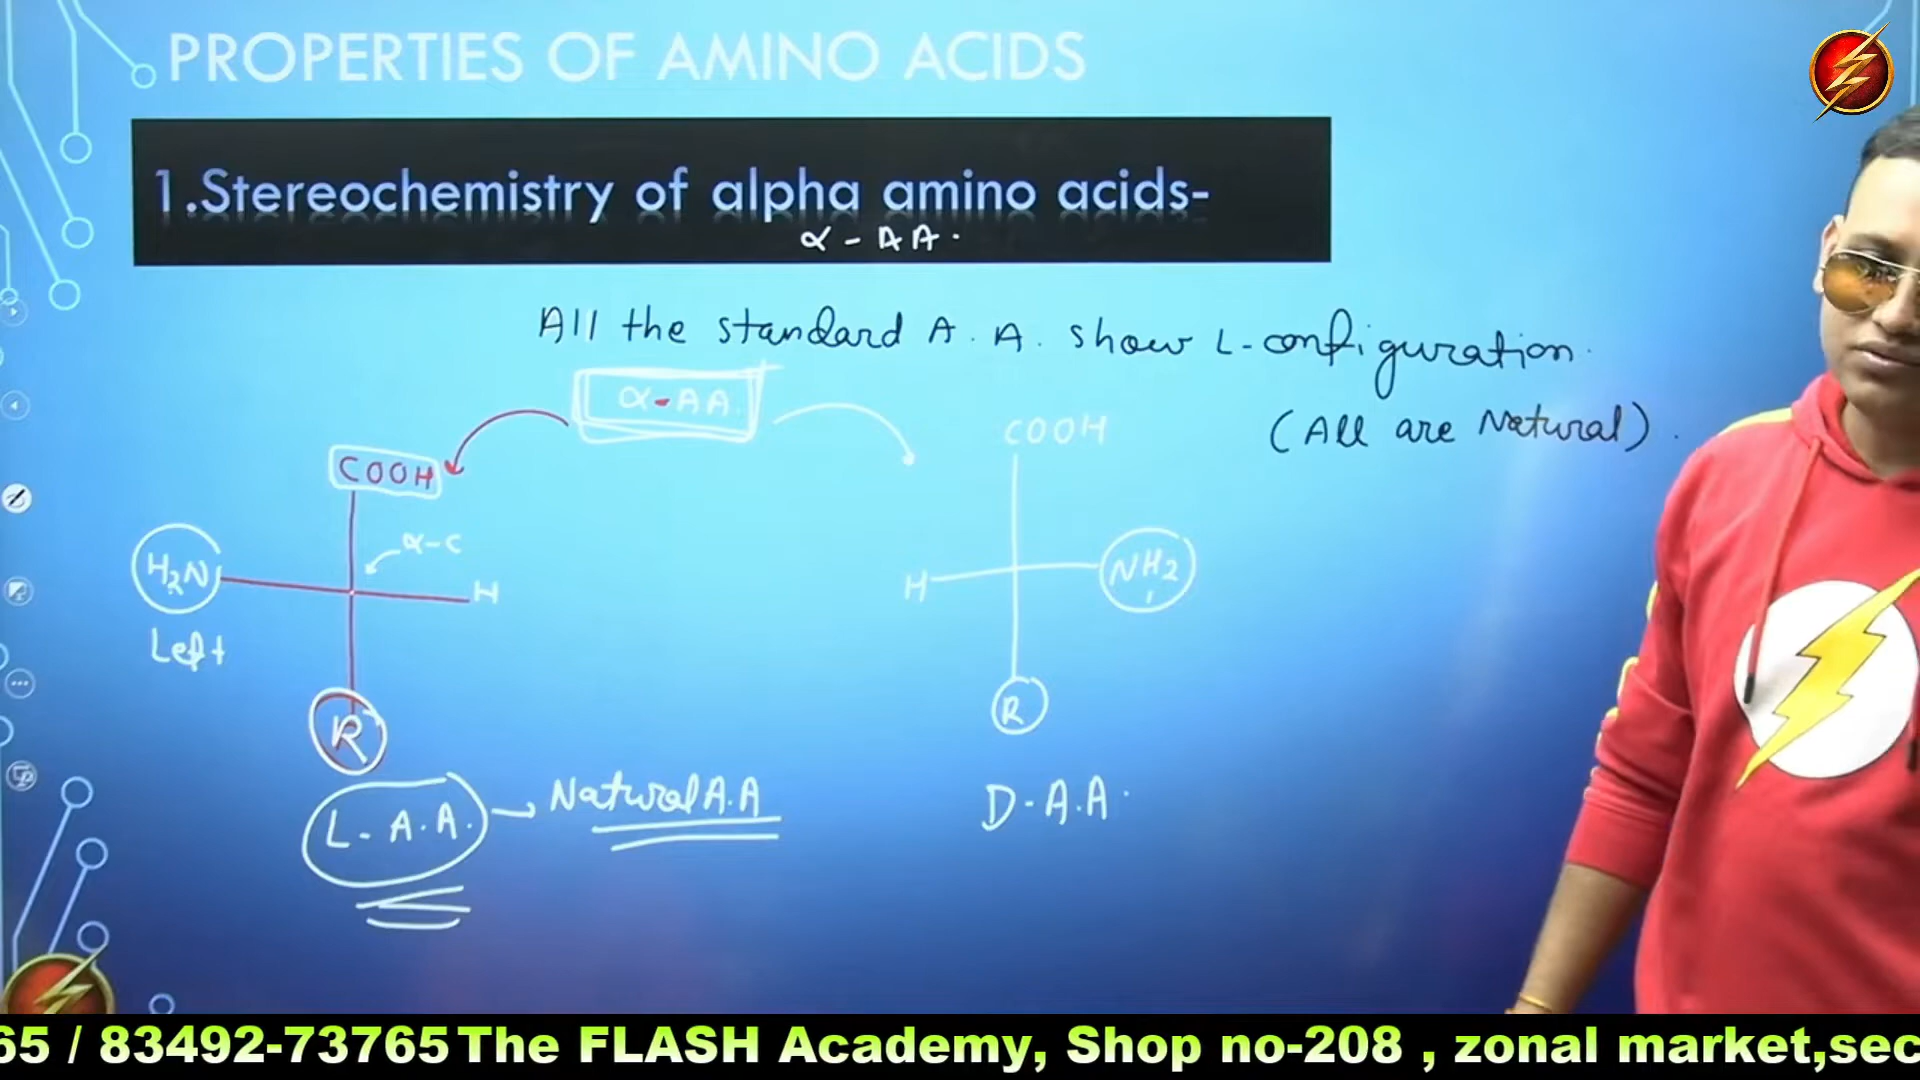 PROPERTIES OF AMINO ACIDS
1.Stereochemistry of alpha amino acids-
α - AA.
All the standard A.A. show L-configuration.
(All are Natural).
α-AA.
COOH
COOH
α-C
H₂N
H
H
NH₂
Left
R
R
L-A.A. → Natural A.A
D-A.A.
65 / 83492-73765 The FLASH Academy, Shop no-208 , zonal market,sec